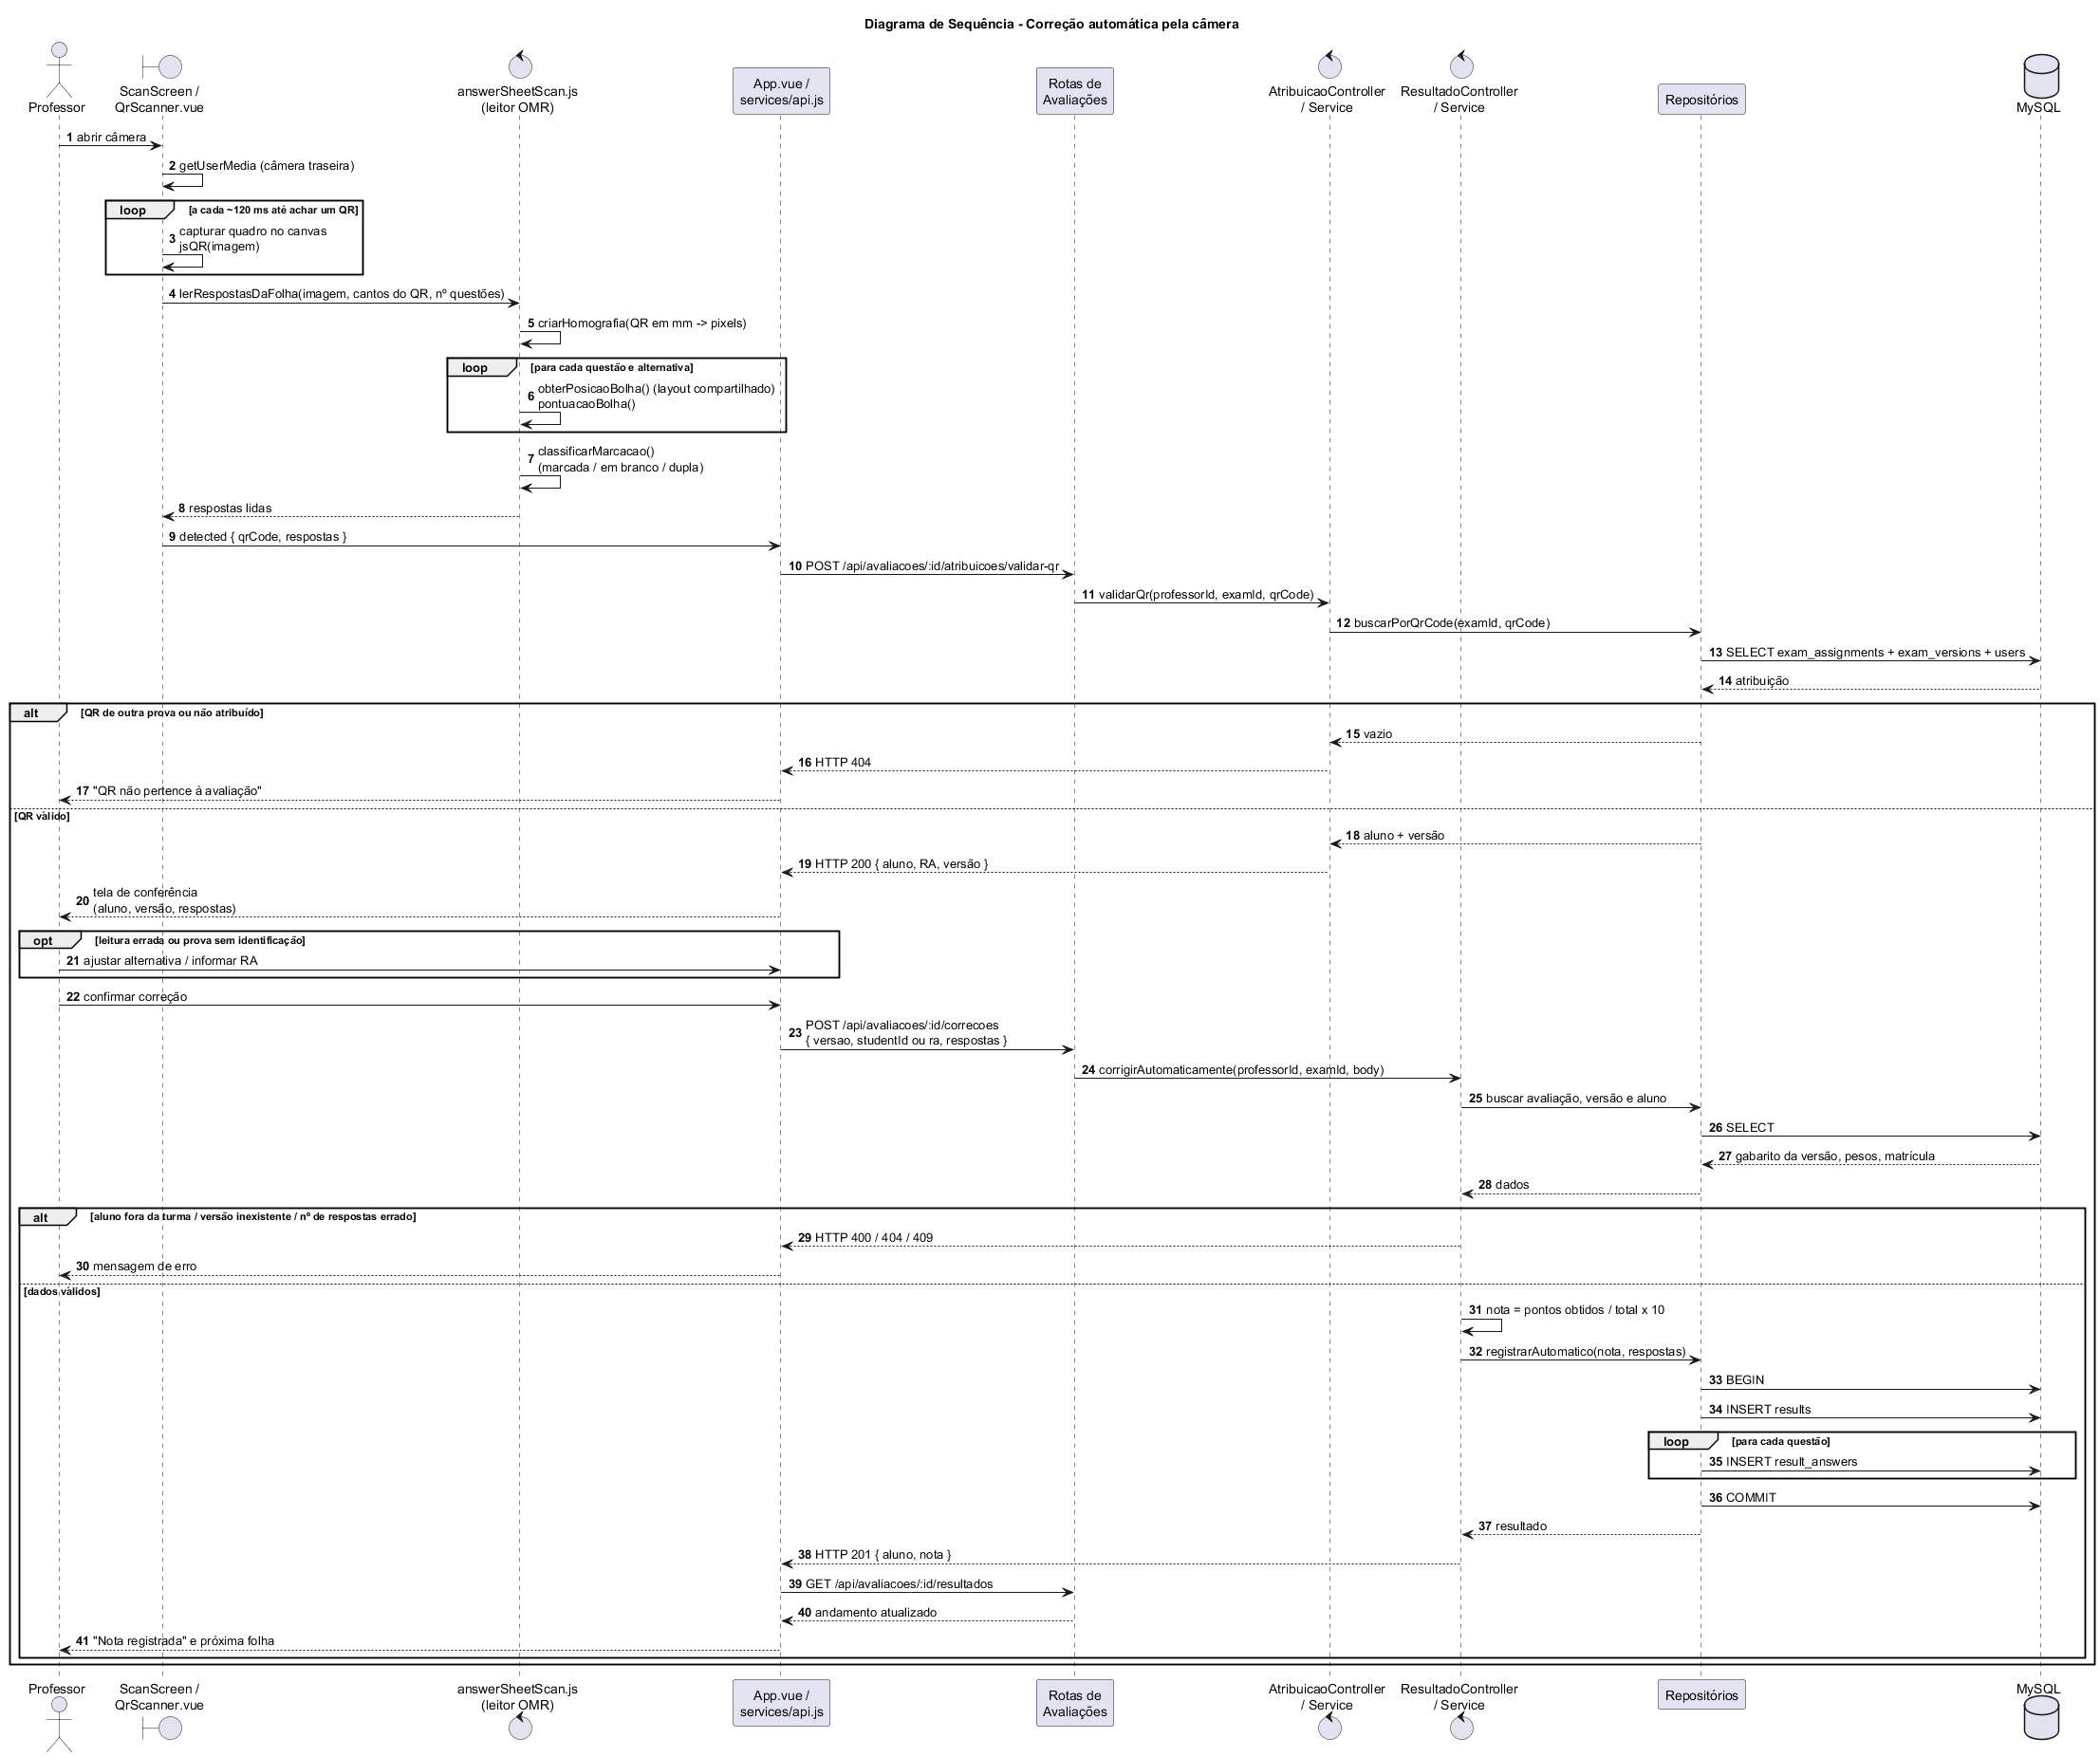 Diagrama de Sequência - Correção automática pela câmera
Professor
ScanScreen /
QrScanner.vue
answerSheetScan.js
(leitor OMR)
App.vue /
services/api.js
Rotas de
Avaliações
AtribuicaoController
/ Service
ResultadoController
/ Service
Repositórios
MySQL
1 abrir câmera
2 getUserMedia (câmera traseira)
loop [a cada ~120 ms até achar um QR]
3 capturar quadro no canvas
jsQR(imagem)
4 lerRespostasDaFolha(imagem, cantos do QR, nº questões)
5 criarHomografia(QR em mm -> pixels)
loop [para cada questão e alternativa]
6 obterPosicaoBolha() (layout compartilhado)
pontuacaoBolha()
7 classificarMarcacao()
(marcada / em branco / dupla)
8 respostas lidas
9 detected { qrCode, respostas }
10 POST /api/avaliacoes/:id/atribuicoes/validar-qr
11 validarQr(professorId, examId, qrCode)
12 buscarPorQrCode(examId, qrCode)
13 SELECT exam_assignments + exam_versions + users
14 atribuição
alt [QR de outra prova ou não atribuído]
15 vazio
16 HTTP 404
17 "QR não pertence à avaliação"
[QR válido]
18 aluno + versão
19 HTTP 200 { aluno, RA, versão }
20 tela de conferência
(aluno, versão, respostas)
opt [leitura errada ou prova sem identificação]
21 ajustar alternativa / informar RA
22 confirmar correção
23 POST /api/avaliacoes/:id/correcoes
{ versao, studentId ou ra, respostas }
24 corrigirAutomaticamente(professorId, examId, body)
25 buscar avaliação, versão e aluno
26 SELECT
27 gabarito da versão, pesos, matrícula
28 dados
alt [aluno fora da turma / versão inexistente / nº de respostas errado]
29 HTTP 400 / 404 / 409
30 mensagem de erro
[dados válidos]
31 nota = pontos obtidos / total x 10
32 registrarAutomatico(nota, respostas)
33 BEGIN
34 INSERT results
loop [para cada questão]
35 INSERT result_answers
36 COMMIT
37 resultado
38 HTTP 201 { aluno, nota }
39 GET /api/avaliacoes/:id/resultados
40 andamento atualizado
41 "Nota registrada" e próxima folha
Professor
ScanScreen /
QrScanner.vue
answerSheetScan.js
(leitor OMR)
App.vue /
services/api.js
Rotas de
Avaliações
AtribuicaoController
/ Service
ResultadoController
/ Service
Repositórios
MySQL